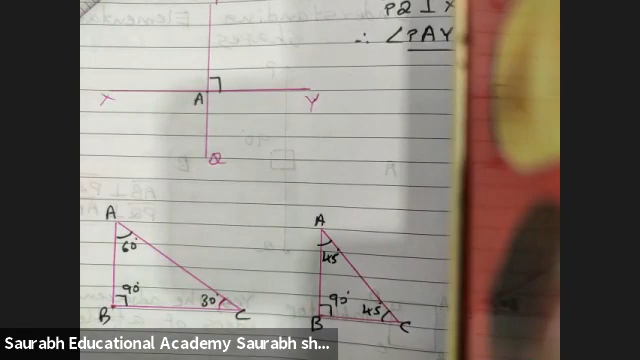 PQ ⊥ X
∴ ∠PAY
X A Y
Q
A A
60° 45°
90° 30° 90° 45°
B C B C
Saurabh Educational Academy Saurabh sh...